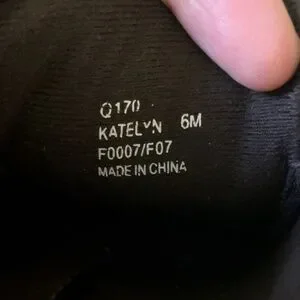 Q170
KATELYN 6M
F0007/F07
MADE IN CHINA